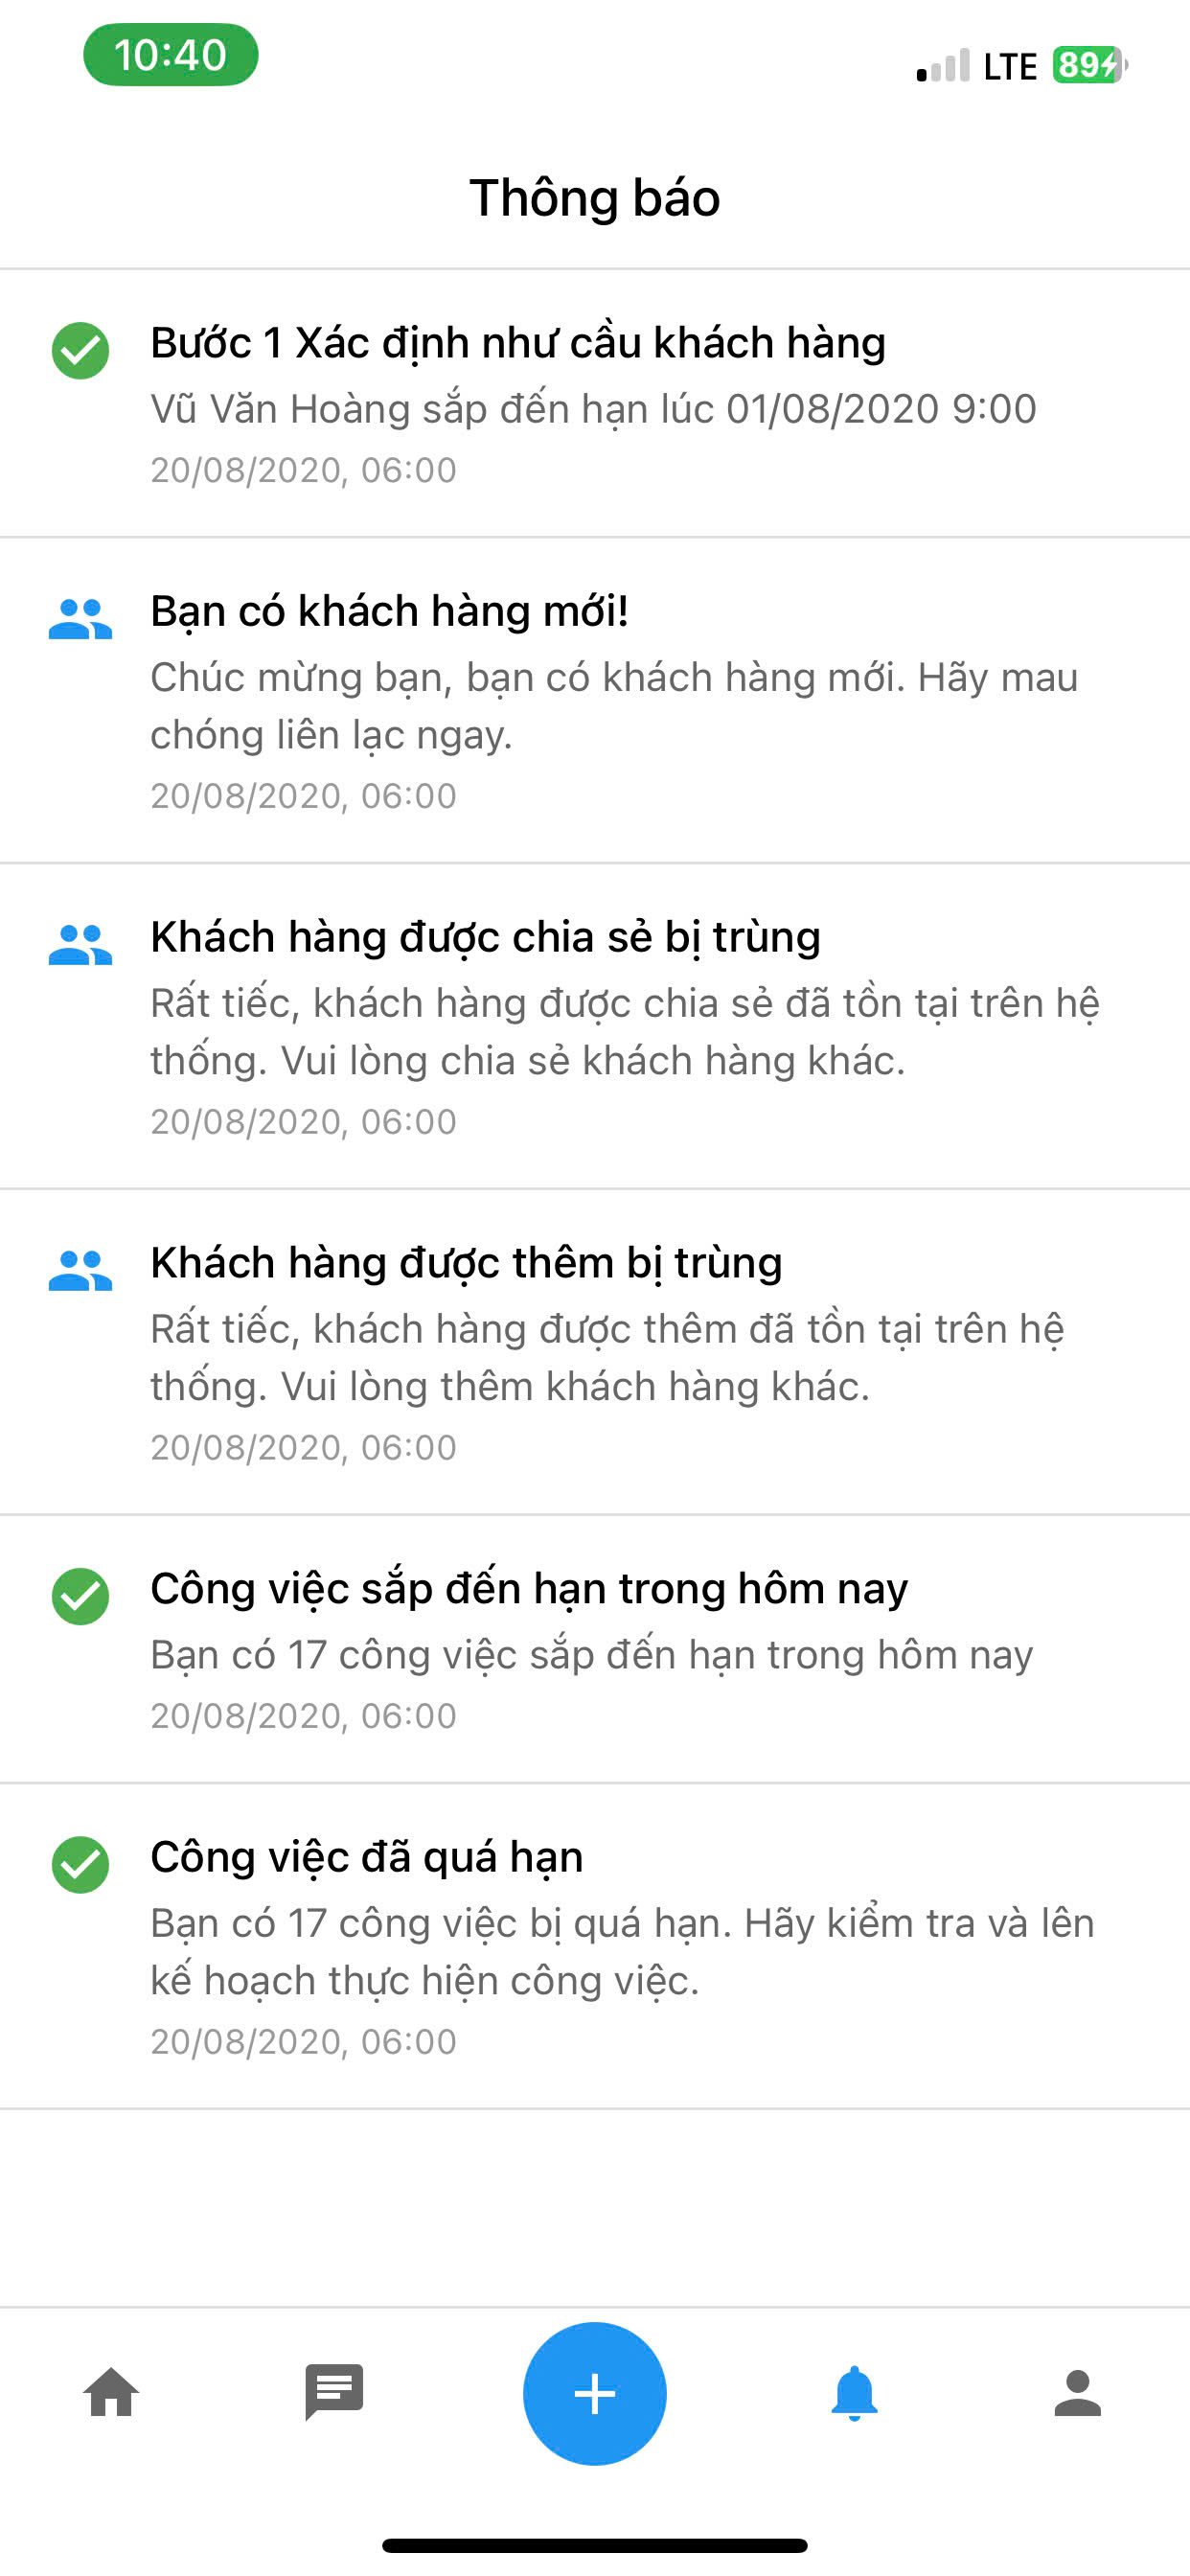 10:40
LTE 89
Thông báo
Bước 1 Xác định như cầu khách hàng
Vũ Văn Hoàng sắp đến hạn lúc 01/08/2020 9:00
20/08/2020, 06:00
Bạn có khách hàng mới!
Chúc mừng bạn, bạn có khách hàng mới. Hãy mau
chóng liên lạc ngay.
20/08/2020, 06:00
Khách hàng được chia sẻ bị trùng
Rất tiếc, khách hàng được chia sẻ đã tồn tại trên hệ
thống. Vui lòng chia sẻ khách hàng khác.
20/08/2020, 06:00
Khách hàng được thêm bị trùng
Rất tiếc, khách hàng được thêm đã tồn tại trên hệ
thống. Vui lòng thêm khách hàng khác.
20/08/2020, 06:00
Công việc sắp đến hạn trong hôm nay
Bạn có 17 công việc sắp đến hạn trong hôm nay
20/08/2020, 06:00
Công việc đã quá hạn
Bạn có 17 công việc bị quá hạn. Hãy kiểm tra và lên
kế hoạch thực hiện công việc.
20/08/2020, 06:00